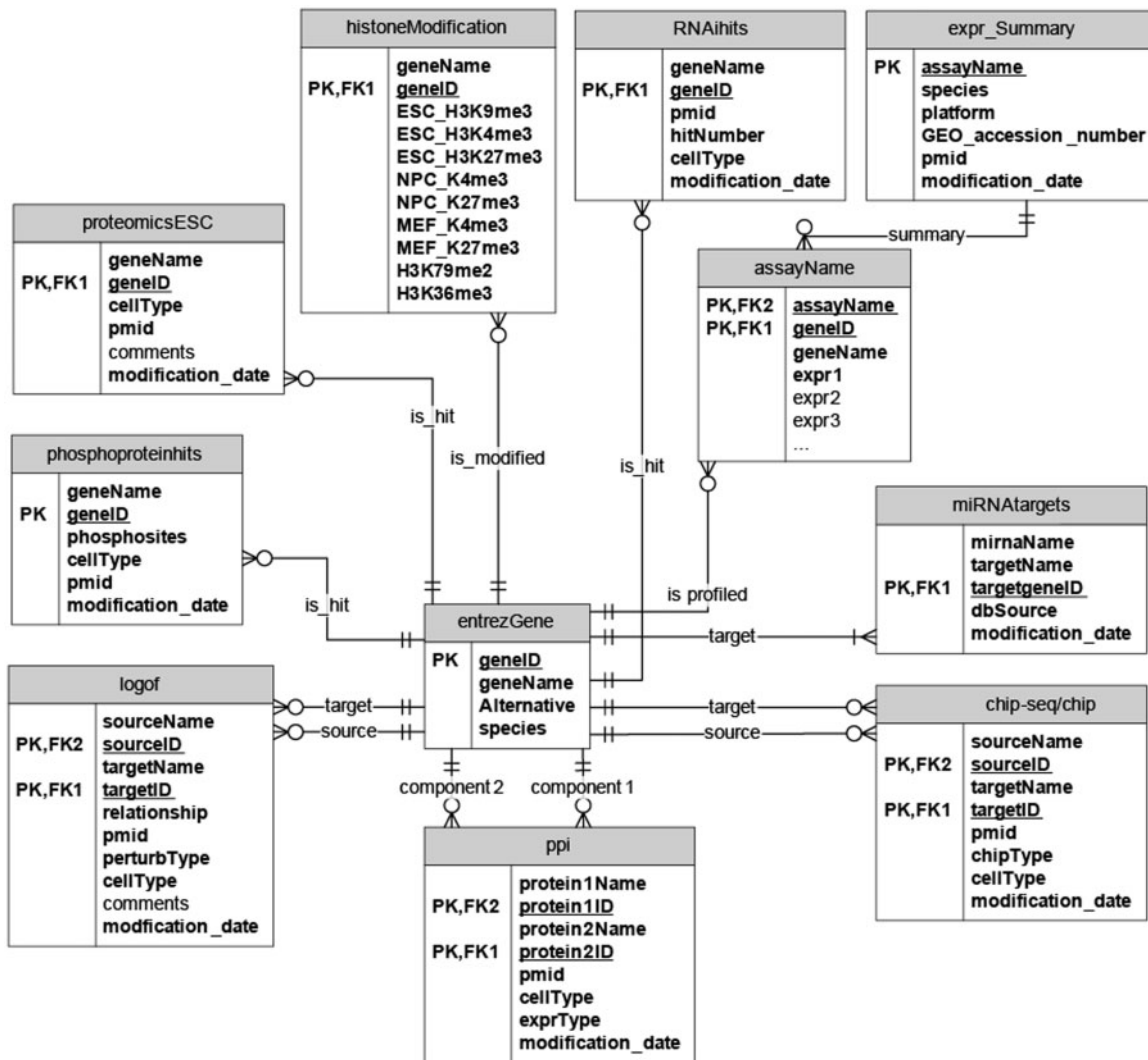 histoneModification
geneName
PK,FK1 geneID
ESC_H3K9me3
ESC_H3K4me3
ESC_H3K27me3
NPC_K4me3
NPC_K27me3
MEF_K4me3
MEF_K27me3
H3K79me2
H3K36me3
RNAihits
geneName
PK,FK1 geneID
pmid
hitNumber
cellType
modification_date
expr_Summary
PK assayName
species
platform
GEO_accession_number
pmid
modification_date
summary
proteomicsESC
geneName
PK,FK1 geneID
cellType
pmid
comments
modification_date
assayName
PK,FK2 assayName
PK,FK1 geneID
geneName
expr1
expr2
expr3
...
is_hit
is_modified
is_hit
is profiled
phosphoproteinhits
geneName
PK geneID
phosphosites
cellType
pmid
modification_date
is_hit
miRNAtargets
mirnaName
targetName
PK,FK1 targetgeneID
dbSource
modification_date
target
entrezGene
PK geneID
geneName
Alternative
species
logof
sourceName
PK,FK2 sourceID
targetName
PK,FK1 targetID
relationship
pmid
perturbType
cellType
comments
modfication_date
target
source
target
source
chip-seq/chip
sourceName
PK,FK2 sourceID
targetName
PK,FK1 targetID
pmid
chipType
cellType
modification_date
component 2
component 1
ppi
protein1Name
PK,FK2 protein1ID
protein2Name
PK,FK1 protein2ID
pmid
cellType
exprType
modification_date